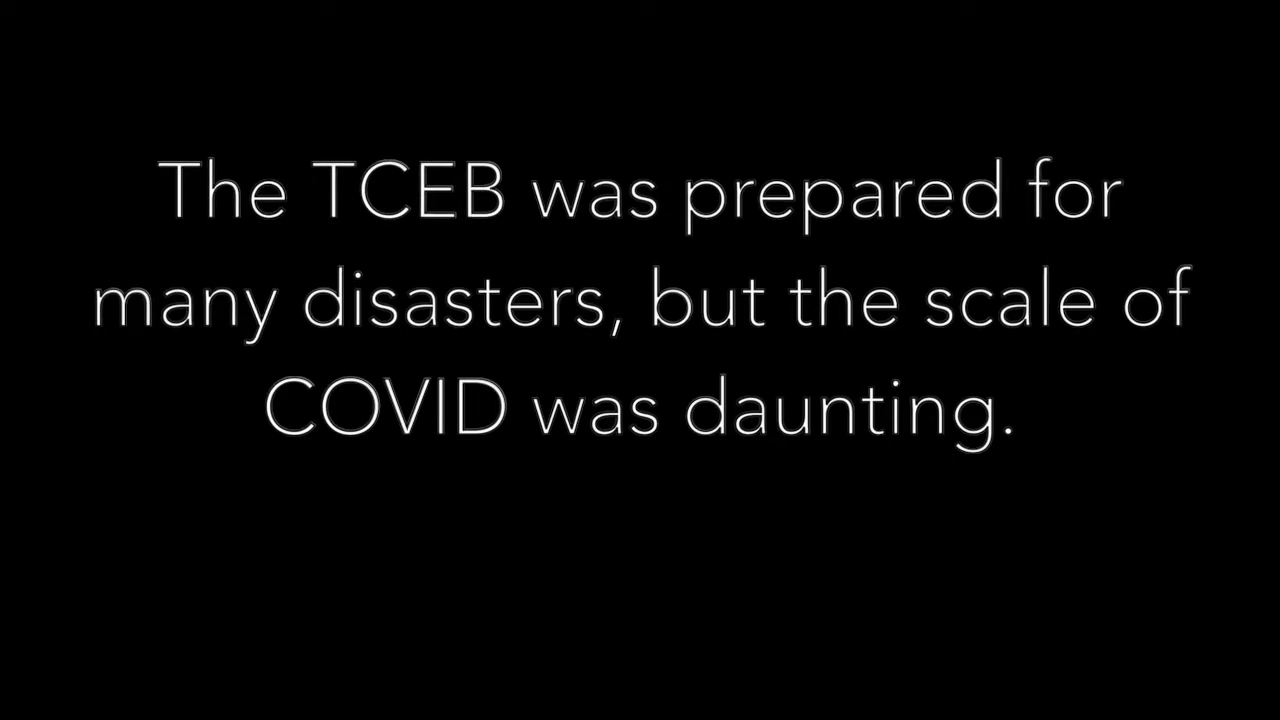 The TCEB was prepared for
many disasters, but the scale of
COVID was daunting.